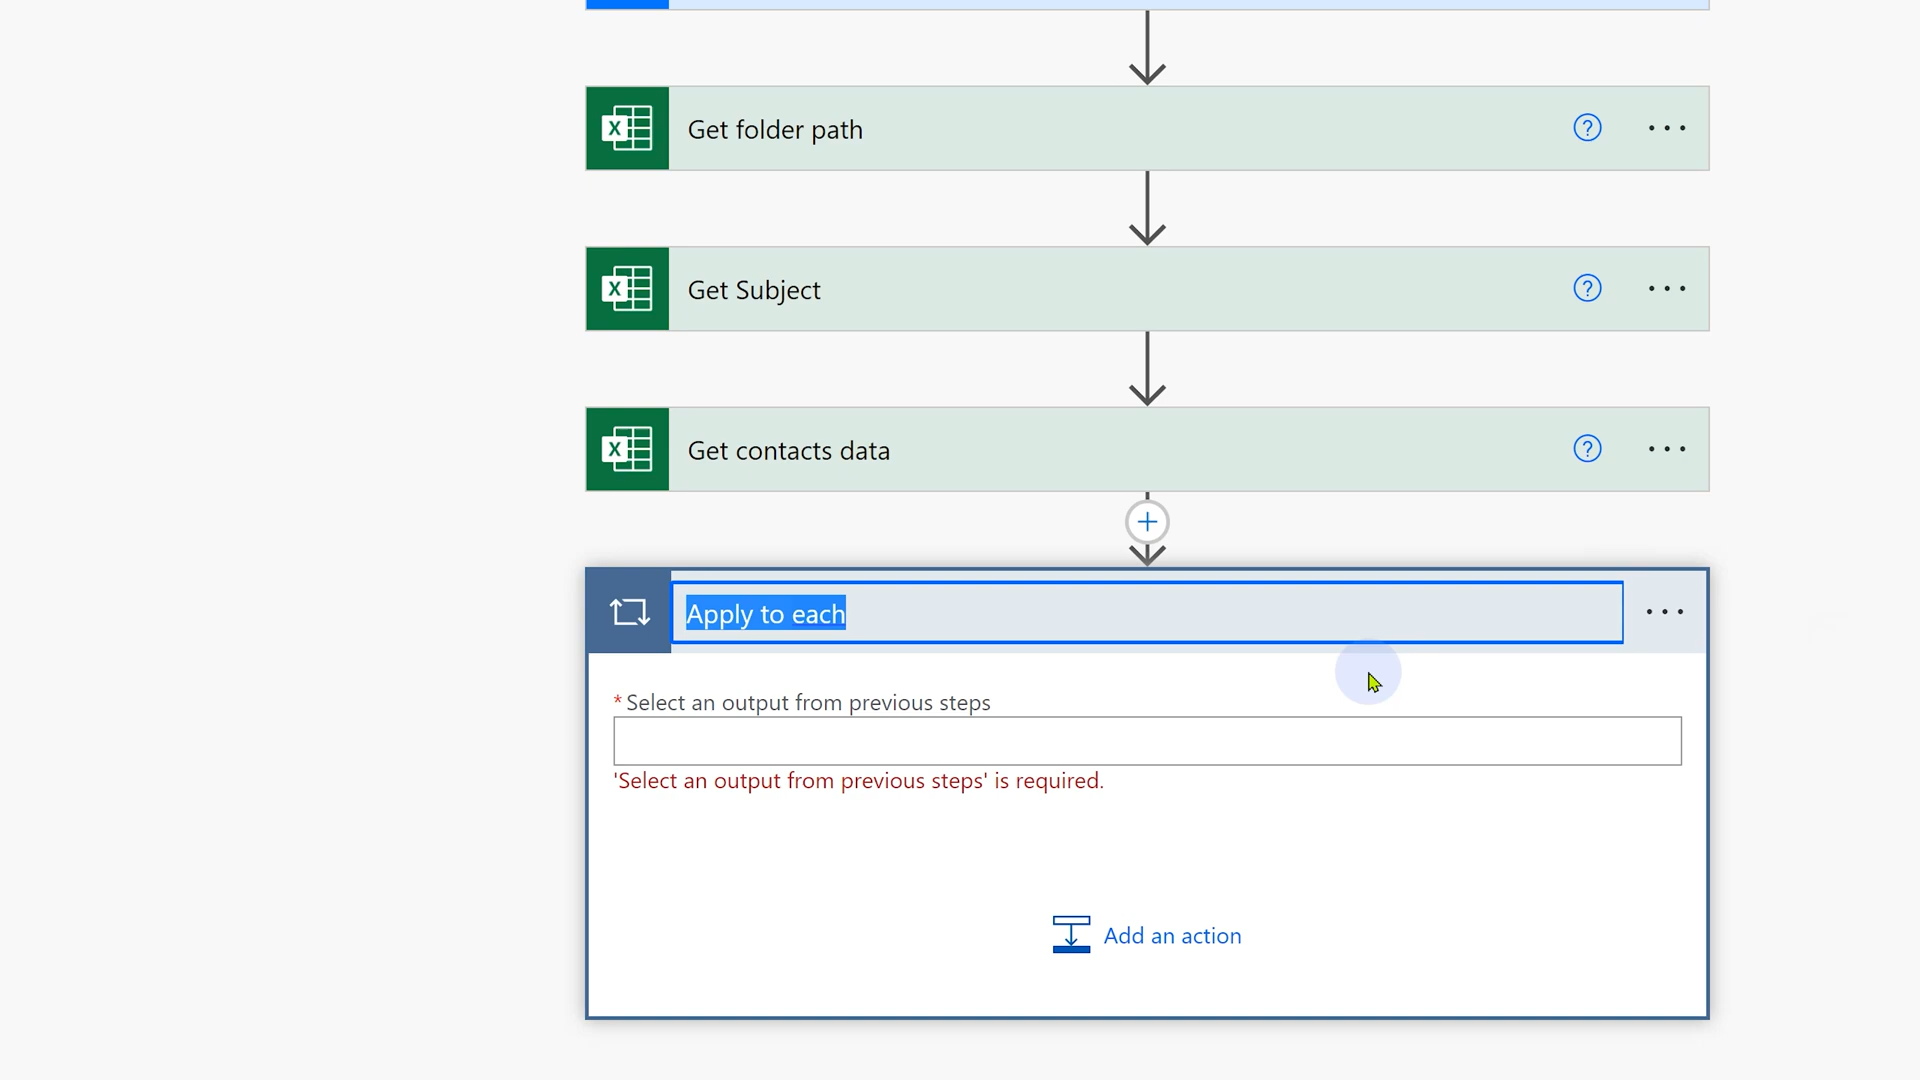 Get folder path
Get Subject
Get contacts data
Apply to each
* Select an output from previous steps
'Select an output from previous steps' is required.
Add an action